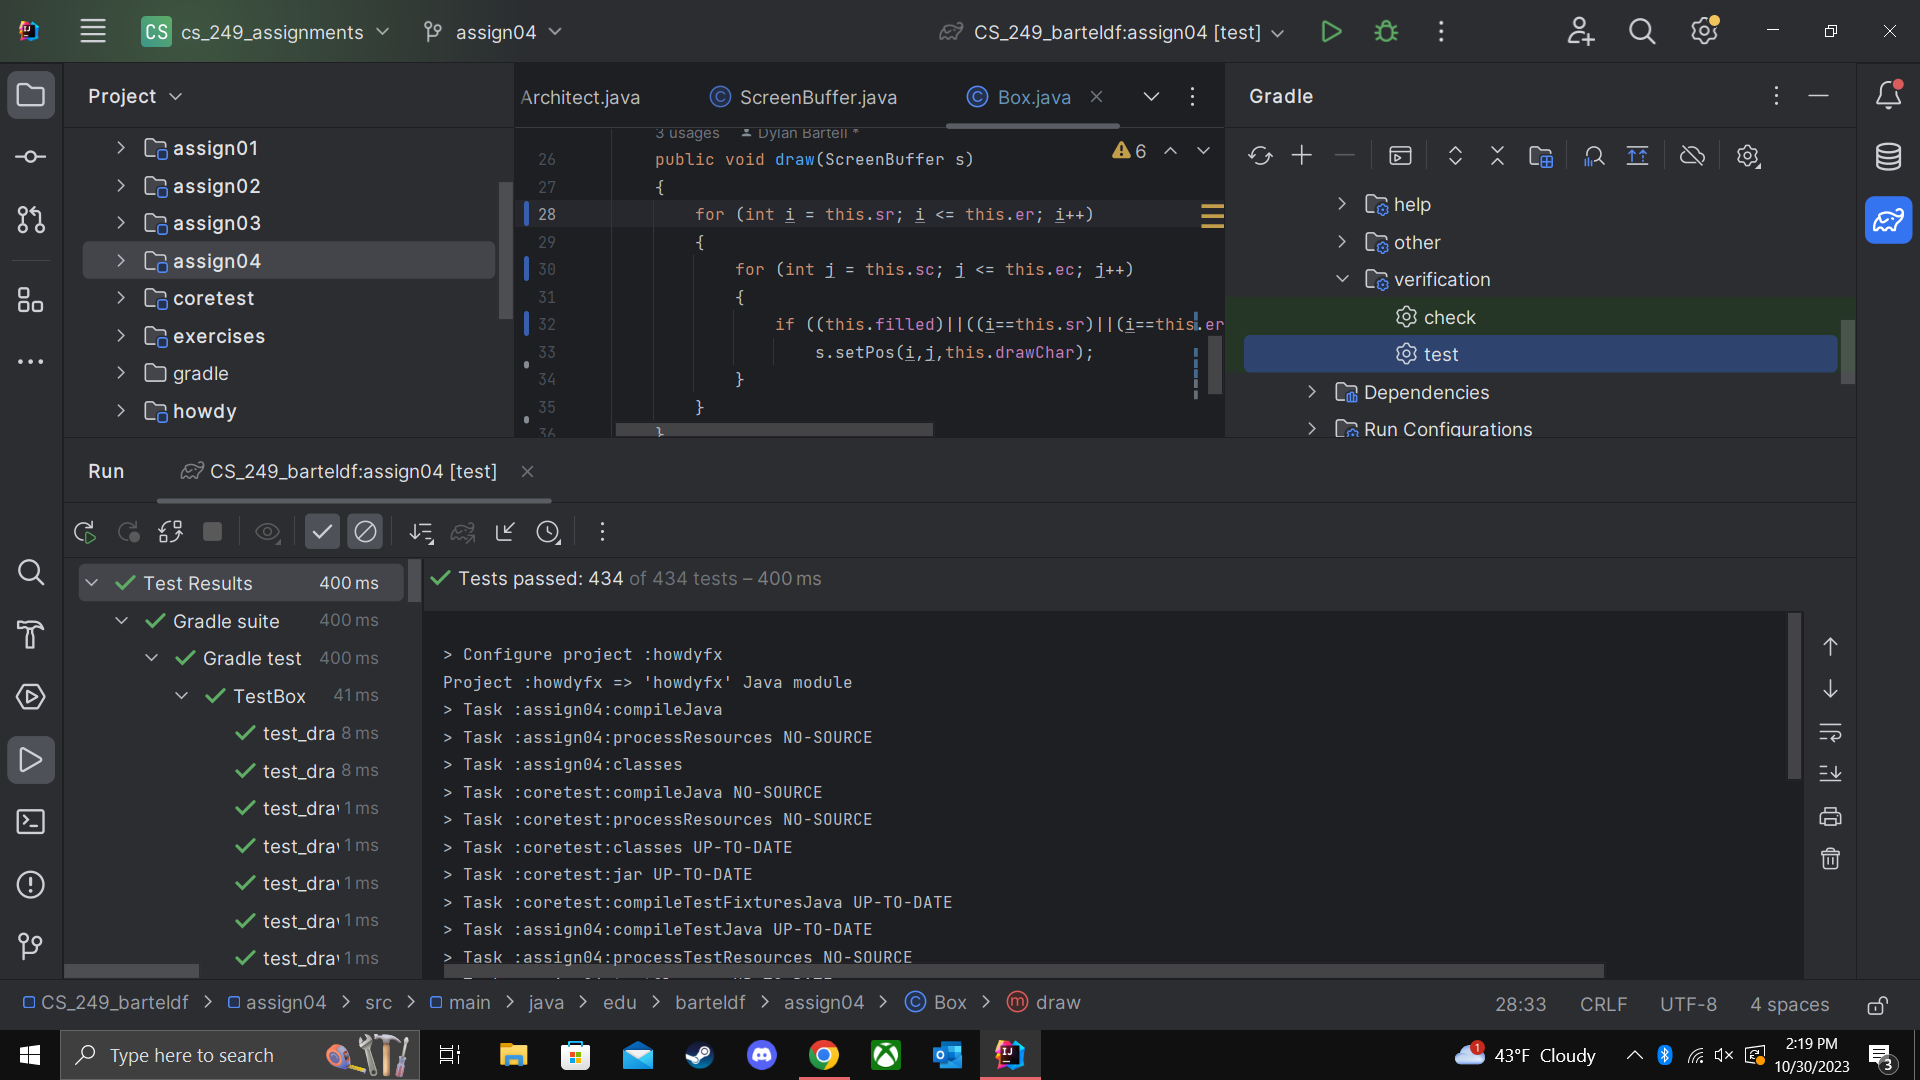 CS cs_249_assignments
assign04
CS_249_barteldf:assign04 [test]
Project
assign01
assign02
assign03
assign04
coretest
exercises
gradle
howdy
Architect.java
ScreenBuffer.java
Box.java
3 usages Dylan Bartell *
6
26 public void draw(ScreenBuffer s)
27 {
28 for (int i = this.sr; i <= this.er; i++)
29 {
30 for (int j = this.sc; j <= this.ec; j++)
31 {
32 if ((this.filled)||((i==this.sr)||(i==this.er
33 s.setPos(i,j,this.drawChar);
34 }
35 }
36 }
Gradle
help
other
verification
check
test
Dependencies
Run Configurations
Run
CS_249_barteldf:assign04 [test]
Test Results 400 ms
Gradle suite 400 ms
Gradle test 400 ms
TestBox 41 ms
test_dra 8 ms
test_dra 8 ms
test_dra 1 ms
test_dra 1 ms
test_dra 1 ms
test_dra 1 ms
test_dra 1 ms
Tests passed: 434 of 434 tests – 400 ms
> Configure project :howdyfx
Project :howdyfx => 'howdyfx' Java module
> Task :assign04:compileJava
> Task :assign04:processResources NO-SOURCE
> Task :assign04:classes
> Task :coretest:compileJava NO-SOURCE
> Task :coretest:processResources NO-SOURCE
> Task :coretest:classes UP-TO-DATE
> Task :coretest:jar UP-TO-DATE
> Task :coretest:compileTestFixturesJava UP-TO-DATE
> Task :assign04:compileTestJava UP-TO-DATE
> Task :assign04:processTestResources NO-SOURCE
CS_249_barteldf > assign04 > src > main > java > edu > barteldf > assign04 > Box > draw
28:33 CRLF UTF-8 4 spaces
Type here to search
1
43°F Cloudy
2:19 PM
10/30/2023
3